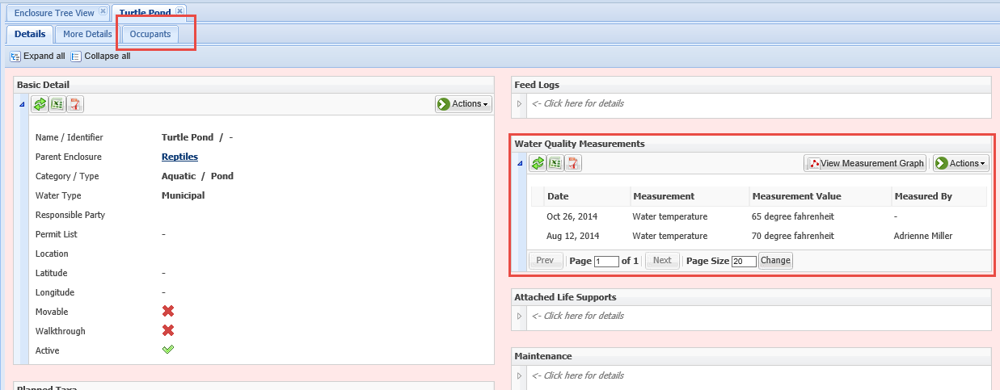 Enclosure Tree View
Turtle Pond
Details
More Details
Occupants
Expand all
Collapse all
Basic Detail
Actions
Name / Identifier Turtle Pond / -
Parent Enclosure Reptiles
Category / Type Aquatic / Pond
Water Type Municipal
Responsible Party
Permit List -
Location
Latitude -
Longitude -
Movable
Walkthrough
Active
Planned Taxa
Feed Logs
<- Click here for details
Water Quality Measurements
View Measurement Graph Actions
Date Measurement Measurement Value Measured By
Oct 26, 2014 Water temperature 65 degree fahrenheit -
Aug 12, 2014 Water temperature 70 degree fahrenheit Adrienne Miller
Prev Page 1 of 1 Next Page Size 20 Change
Attached Life Supports
<- Click here for details
Maintenance
<- Click here for details